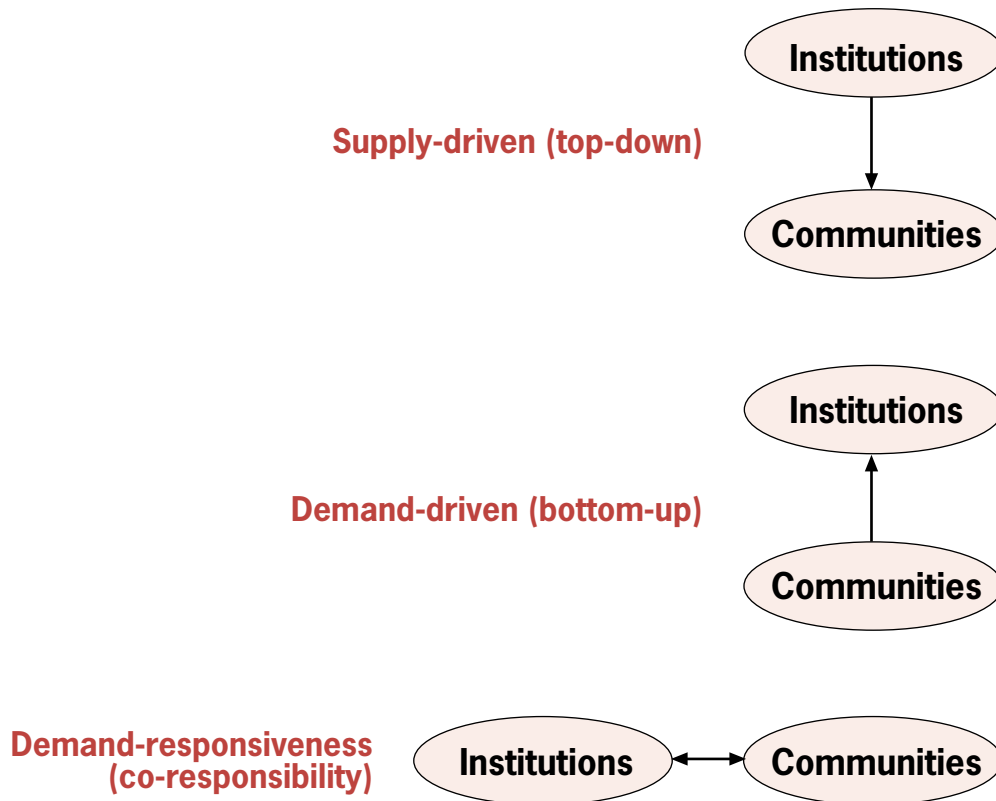 Institutions
Supply-driven (top-down)
Communities
Institutions
Demand-driven (bottom-up)
Communities
Demand-responsiveness
(co-responsibility)
Institutions
Communities